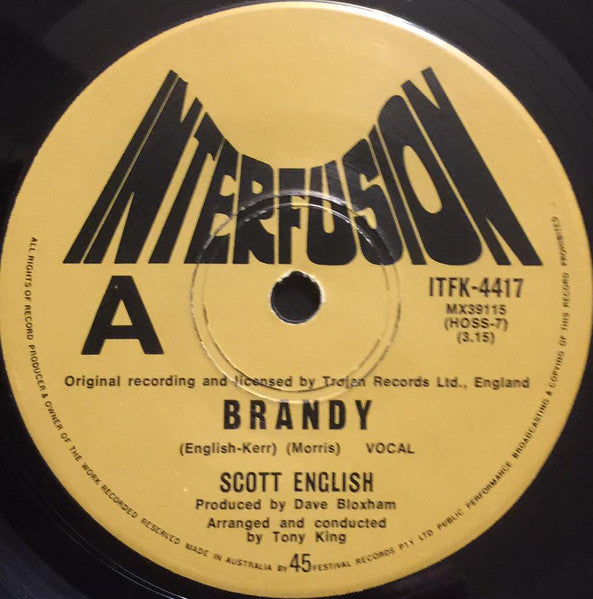 INTERFUSION
A
ITFK-4417
MX39115
(HOSS-7)
(3.15)
Original recording and licensed by Trojan Records Ltd., England
BRANDY
(English-Kerr) (Morris) VOCAL
SCOTT ENGLISH
Produced by Dave Bloxham
Arranged and conducted
by Tony King
45
ALL RIGHTS OF RECORD PRODUCER & OWNER OF THE WORK RECORDED RESERVED MADE IN AUSTRALIA BY FESTIVAL RECORDS PTY LTD PUBLIC PERFORMANCE BROADCASTING & COPYING OF THIS RECORD PROHIBITED